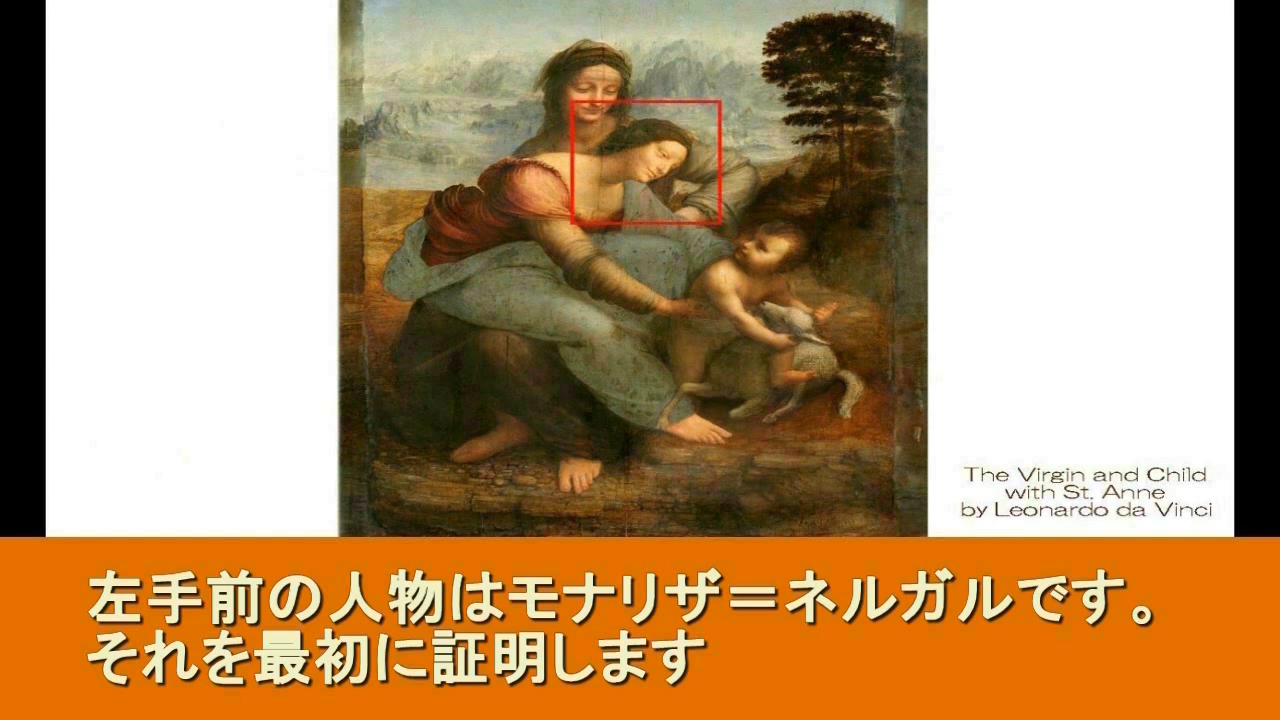 The Virgin and Child
with St. Anne
by Leonardo da Vinci
左手前の人物はモナリザ=ネルガルです。
それを最初に証明します